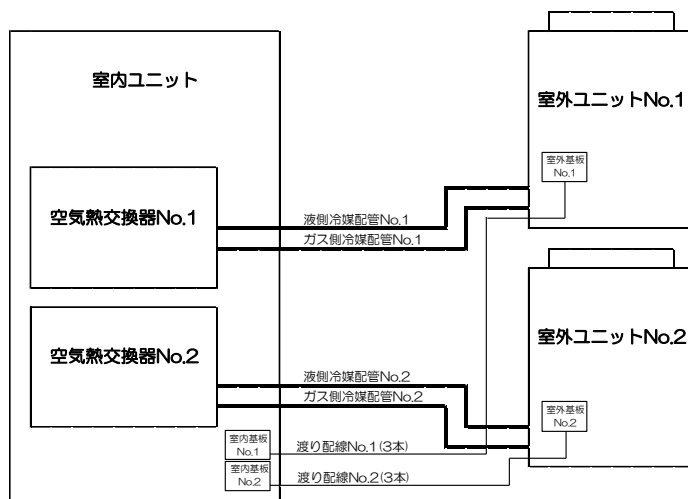 室内ユニット
室外ユニットNo.1
室外基板
No.1
空気熱交換器No.1
液側冷媒配管No.1
ガス側冷媒配管No.1
室外ユニットNo.2
空気熱交換器No.2
液側冷媒配管No.2
ガス側冷媒配管No.2
室外基板
No.2
室内基板
No.1
渡り配線No.1(3本)
室内基板
No.2
渡り配線No.2(3本)